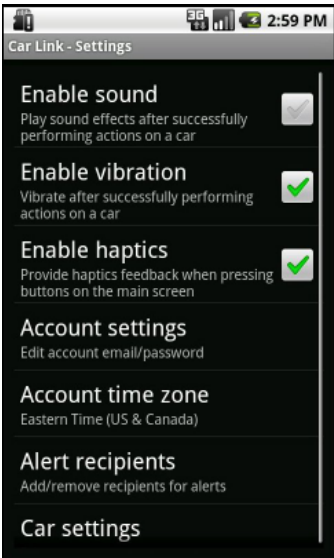 3G 2:59 PM
Car Link - Settings
Enable sound
Play sound effects after successfully
performing actions on a car
Enable vibration
Vibrate after successfully performing
actions on a car
Enable haptics
Provide haptics feedback when pressing
buttons on the main screen
Account settings
Edit account email/password
Account time zone
Eastern Time (US & Canada)
Alert recipients
Add/remove recipients for alerts
Car settings